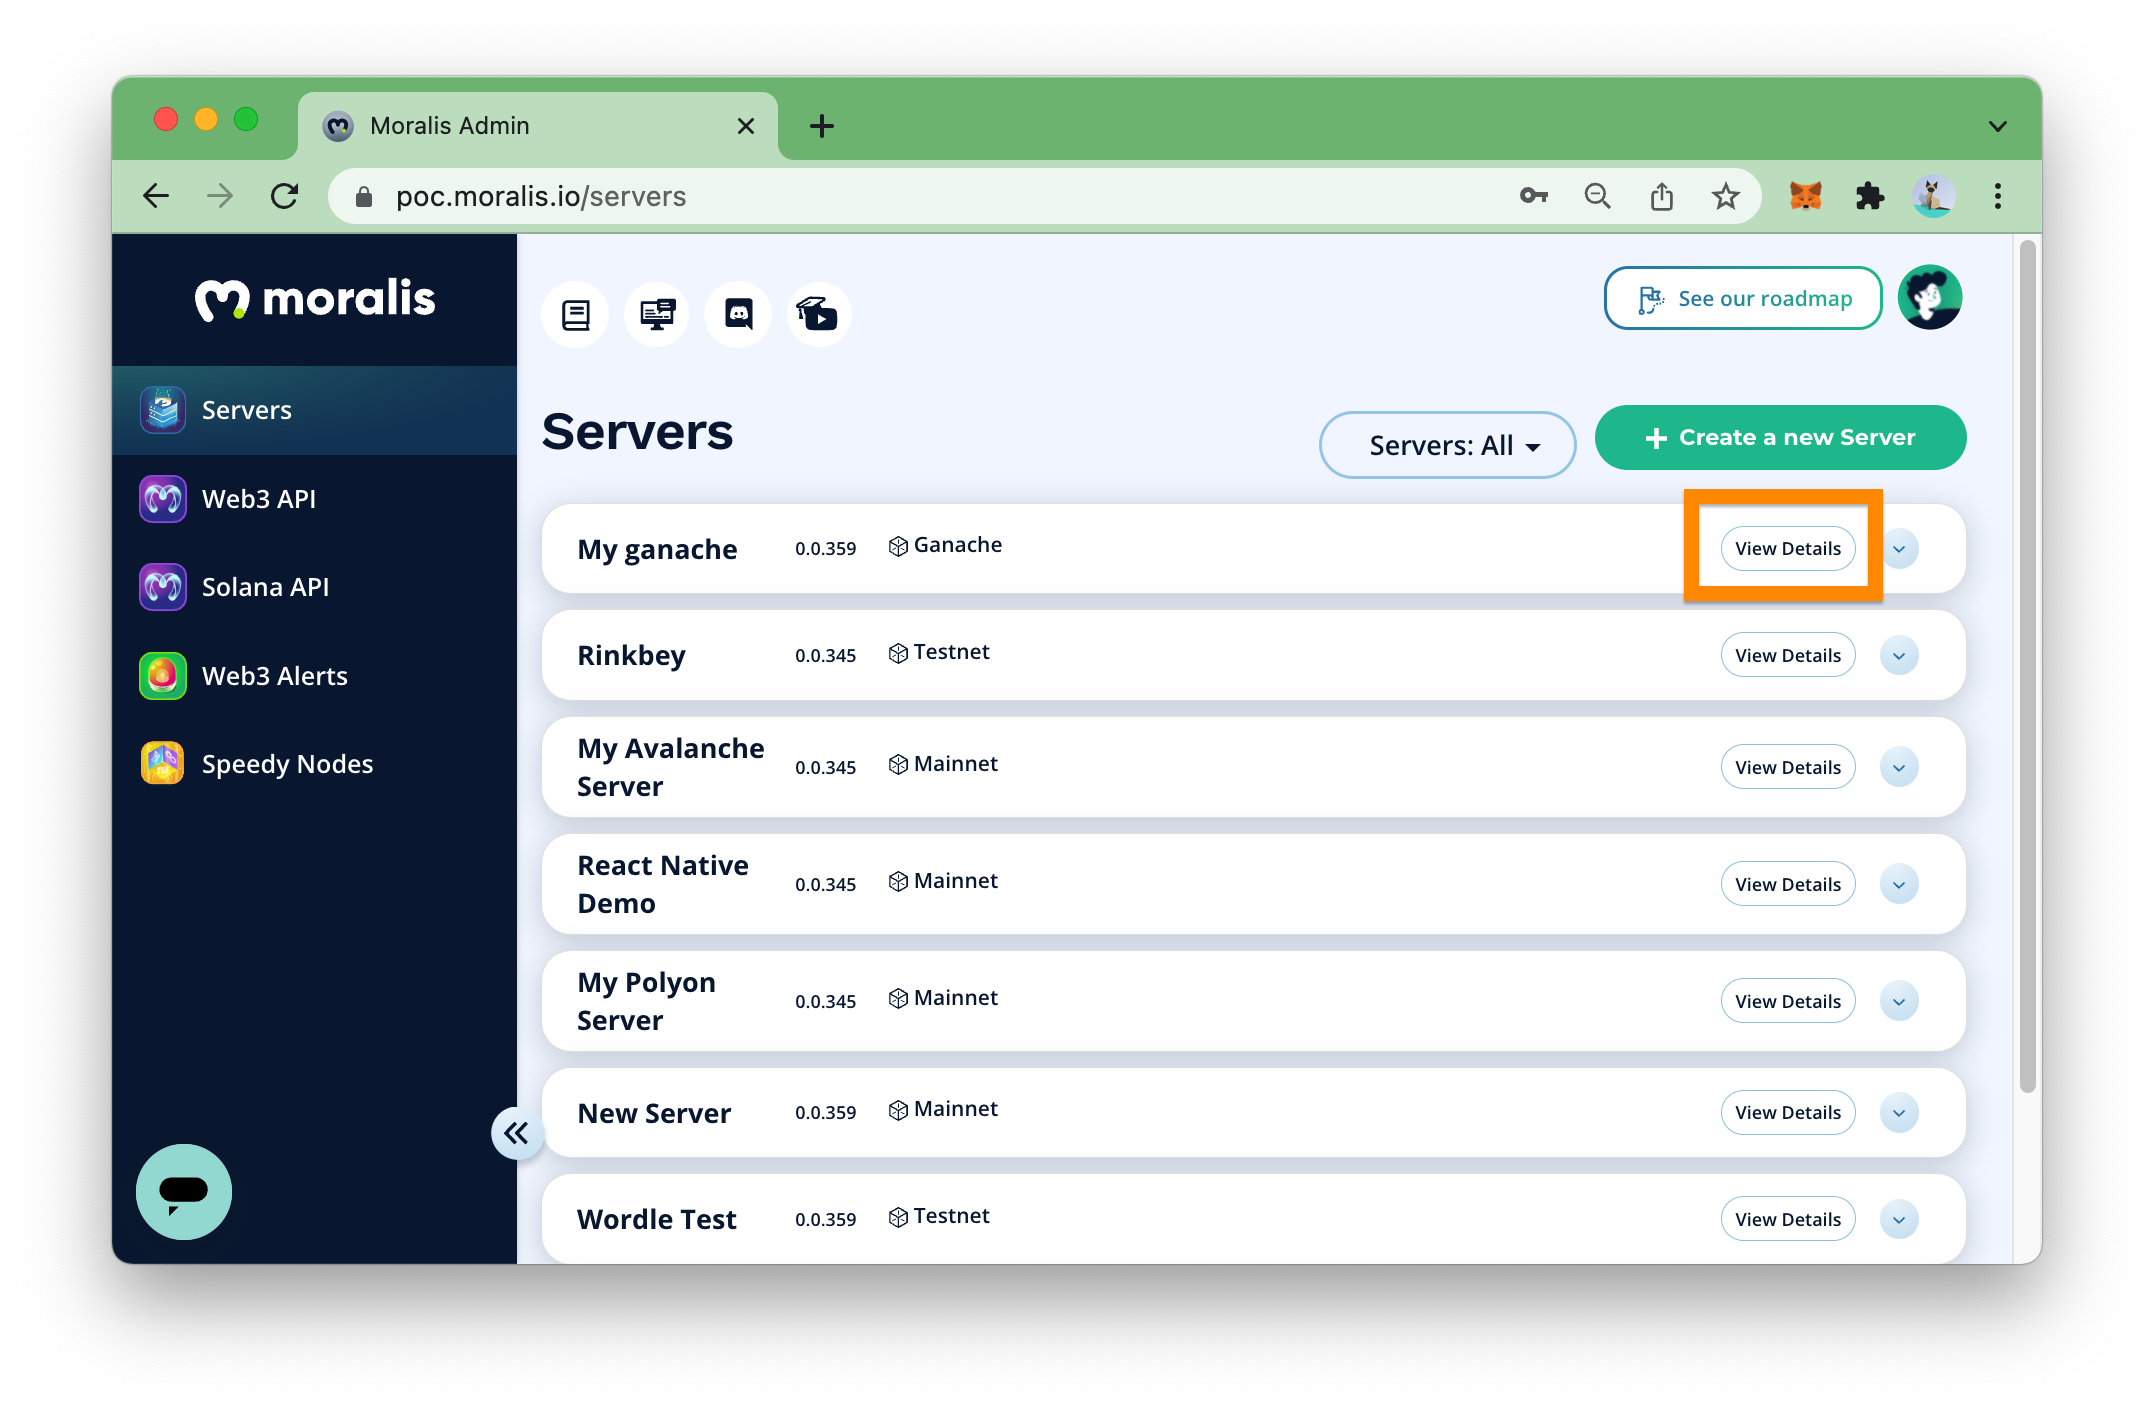 Moralis Admin
poc.moralis.io/servers
moralis
See our roadmap
Servers
Web3 API
Solana API
Web3 Alerts
Speedy Nodes
Servers
Servers: All
Create a new Server
My ganache 0.0.359 Ganache View Details
Rinkbey 0.0.345 Testnet View Details
My Avalanche
Server 0.0.345 Mainnet View Details
React Native
Demo 0.0.345 Mainnet View Details
My Polyon
Server 0.0.345 Mainnet View Details
New Server 0.0.359 Mainnet View Details
Wordle Test 0.0.359 Testnet View Details